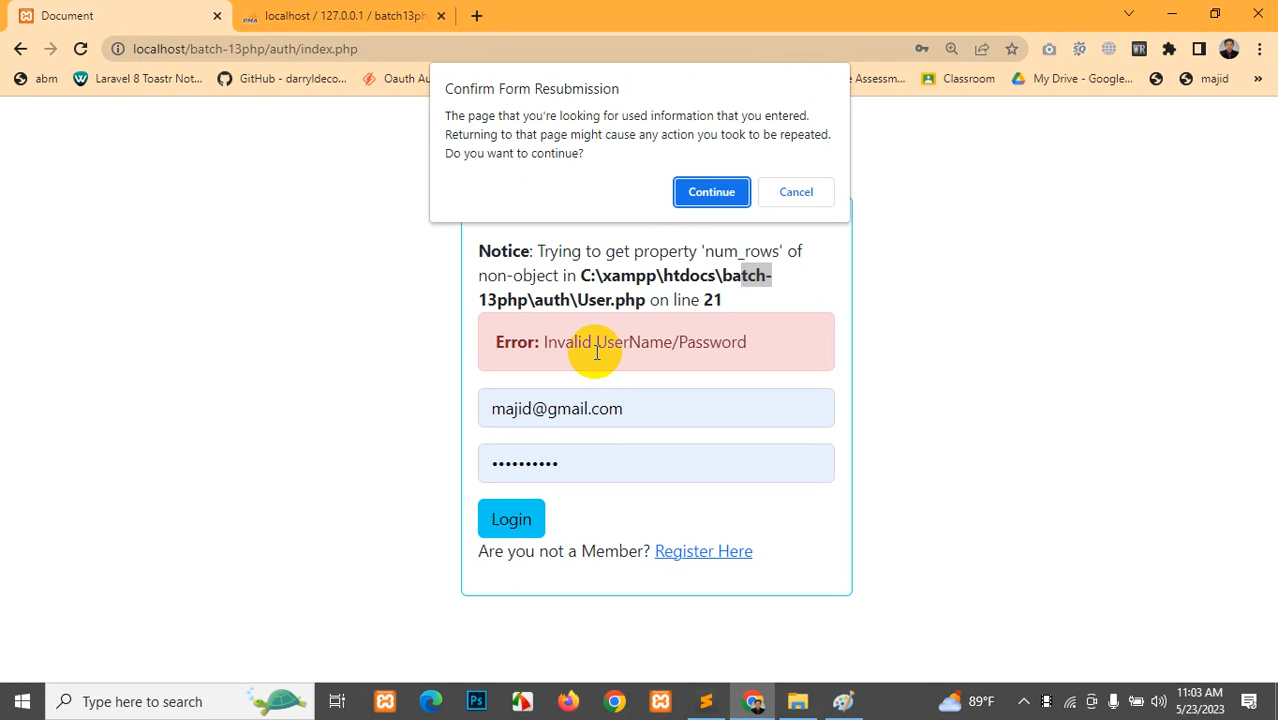 Document
localhost / 127.0.0.1 / batch13ph
localhost/batch-13php/auth/index.php
abm
Laravel 8 Toastr Not...
GitHub - darryldeco...
Oauth Au
e Assessm...
Classroom
My Drive - Google...
majid
»
Confirm Form Resubmission
The page that you're looking for used information that you entered.
Returning to that page might cause any action you took to be repeated.
Do you want to continue?
Continue
Cancel
Notice: Trying to get property 'num_rows' of
non-object in C:\xampp\htdocs\batch-
13php\auth\User.php on line 21
Error: Invalid UserName/Password
majid@gmail.com
••••••••••
Login
Are you not a Member? Register Here
Type here to search
89°F
11:03 AM
5/23/2023